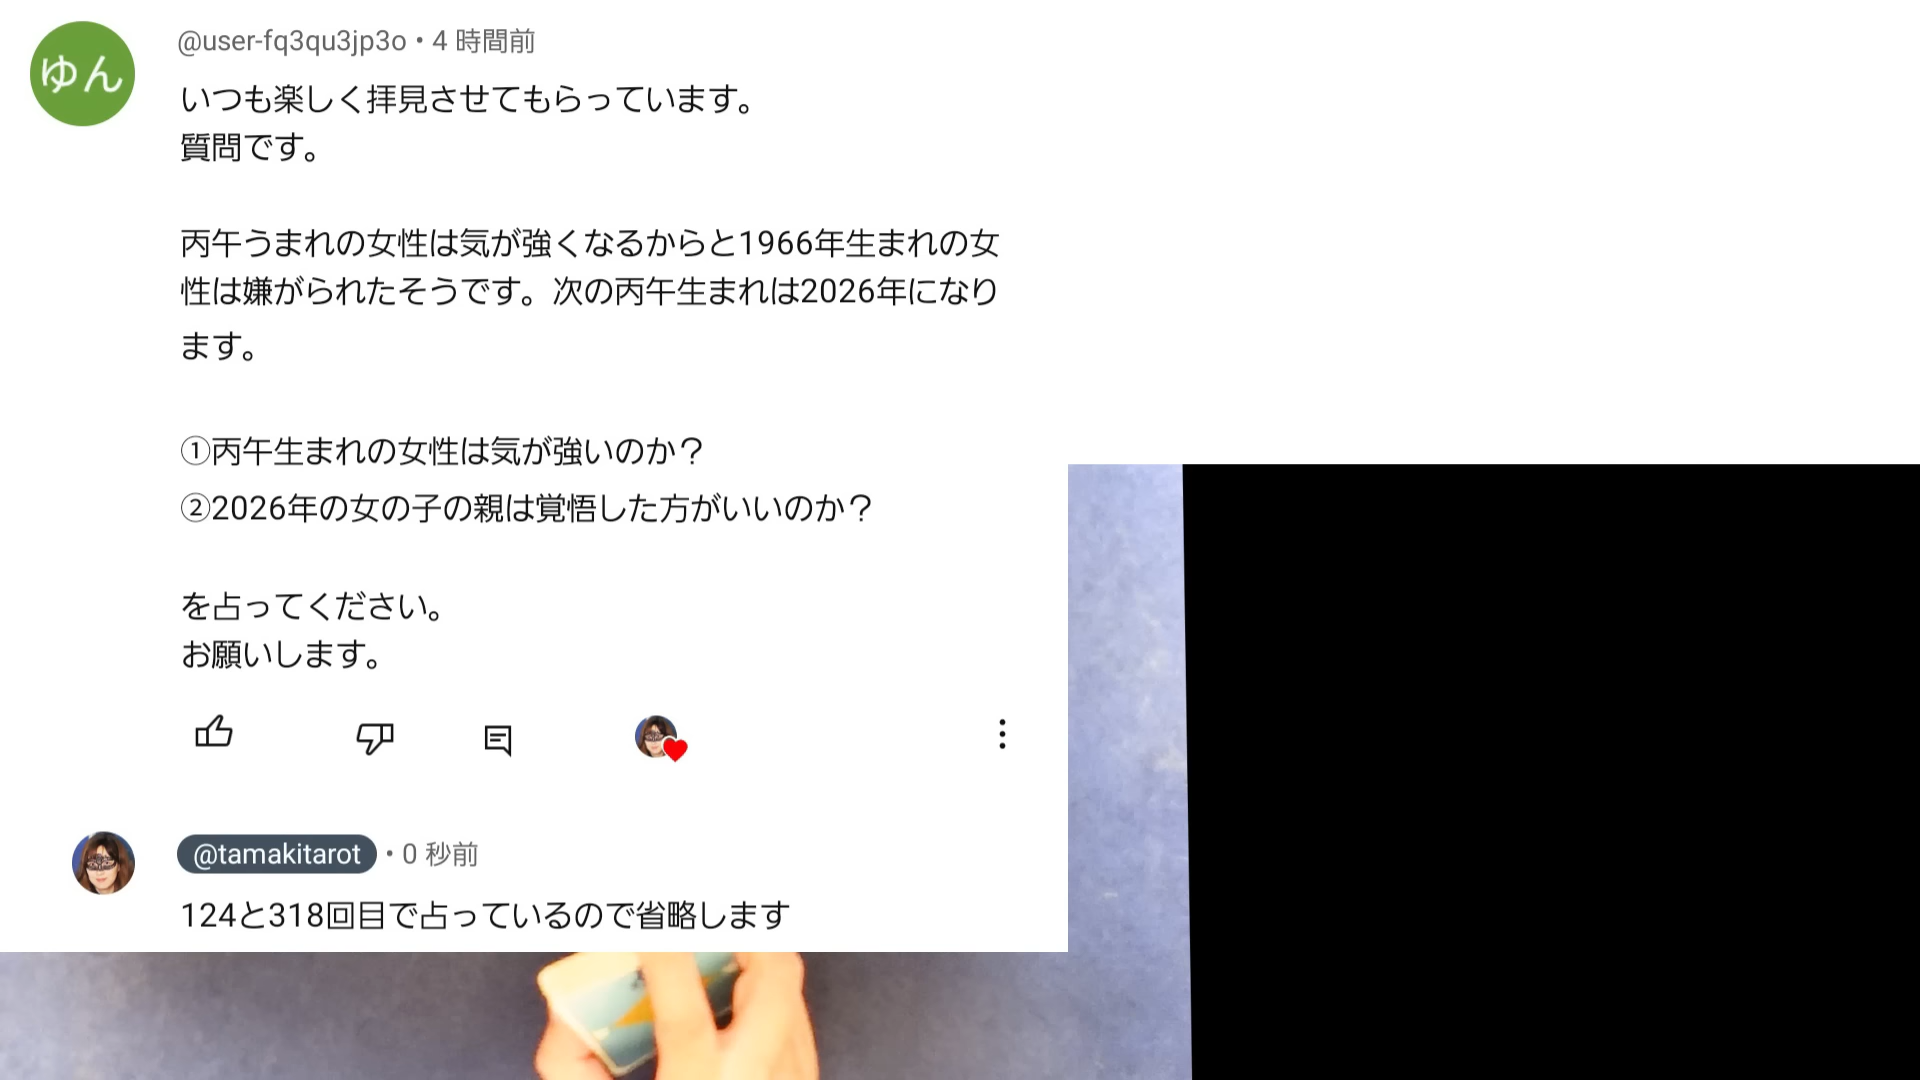 ゆん
@user-fq3qu3jp3o・4 時間前
いつも楽しく拝見させてもらっています。
質問です。
丙午うまれの女性は気が強くなるからと1966年生まれの女
性は嫌がられたそうです。次の丙午生まれは2026年になり
ます。
①丙午生まれの女性は気が強いのか？
②2026年の女の子の親は覚悟した方がいいのか？
を占ってください。
お願いします。
@tamakitarot・0 秒前
124と318回目で占っているので省略します